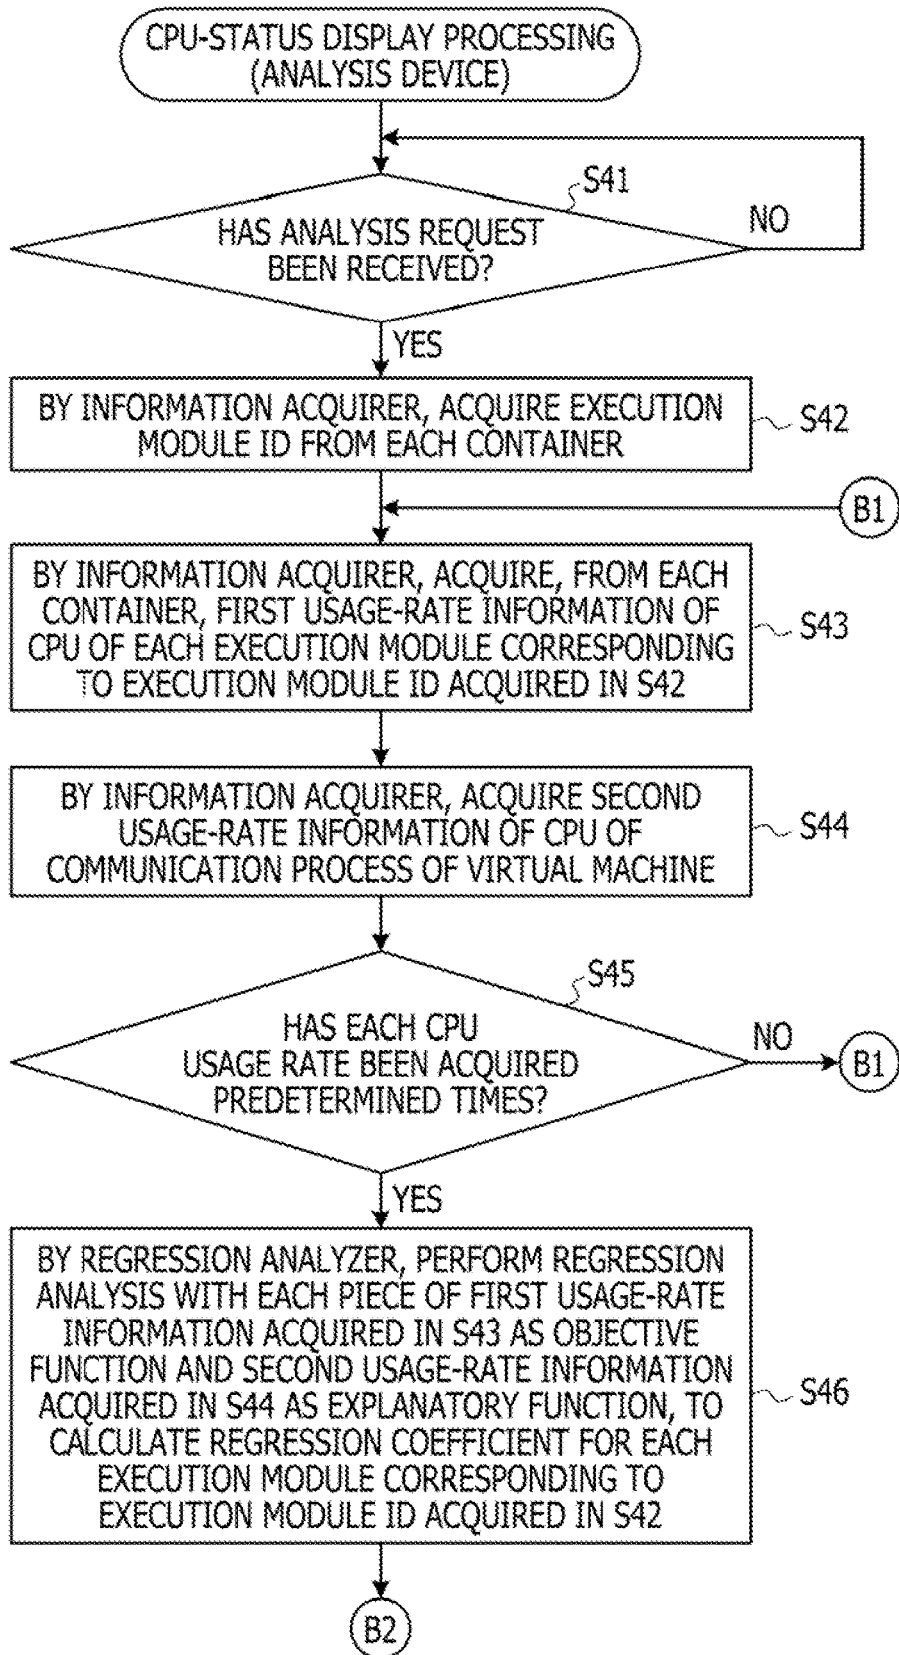 CPU-STATUS DISPLAY PROCESSING
(ANALYSIS DEVICE)
S41
HAS ANALYSIS REQUEST
BEEN RECEIVED?
NO
YES
BY INFORMATION ACQUIRER, ACQUIRE EXECUTION
MODULE ID FROM EACH CONTAINER
S42
B1
BY INFORMATION ACQUIRER, ACQUIRE, FROM EACH
CONTAINER, FIRST USAGE-RATE INFORMATION OF
CPU OF EACH EXECUTION MODULE CORRESPONDING
TO EXECUTION MODULE ID ACQUIRED IN S42
S43
BY INFORMATION ACQUIRER, ACQUIRE SECOND
USAGE-RATE INFORMATION OF CPU OF
COMMUNICATION PROCESS OF VIRTUAL MACHINE
S44
S45
HAS EACH CPU
USAGE RATE BEEN ACQUIRED
PREDETERMINED TIMES?
NO
B1
YES
BY REGRESSION ANALYZER, PERFORM REGRESSION
ANALYSIS WITH EACH PIECE OF FIRST USAGE-RATE
INFORMATION ACQUIRED IN S43 AS OBJECTIVE
FUNCTION AND SECOND USAGE-RATE INFORMATION
ACQUIRED IN S44 AS EXPLANATORY FUNCTION, TO
CALCULATE REGRESSION COEFFICIENT FOR EACH
EXECUTION MODULE CORRESPONDING TO
EXECUTION MODULE ID ACQUIRED IN S42
S46
B2